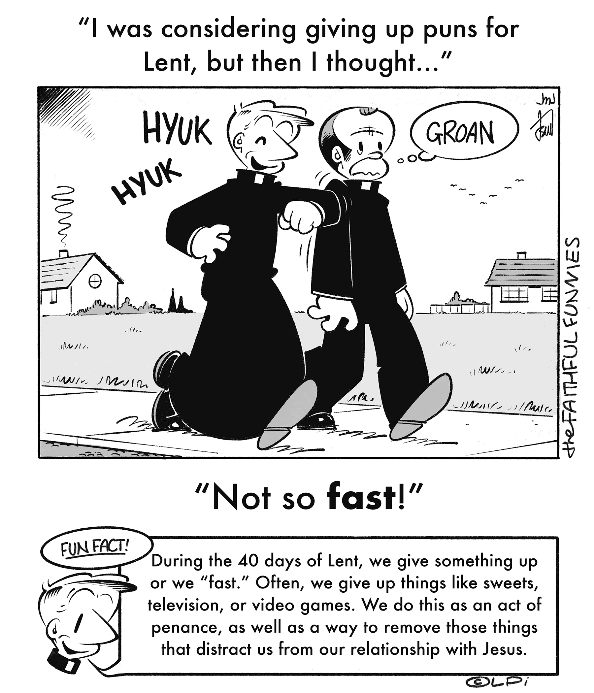 “I was considering giving up puns for
Lent, but then I thought...”
HYUK
HYUK
GROAN
the FAITHFUL FUNNIES
“Not so fast!”
FUN FACT!
During the 40 days of Lent, we give something up
or we “fast.” Often, we give up things like sweets,
television, or video games. We do this as an act of
penance, as well as a way to remove those things
that distract us from our relationship with Jesus.
©LPi